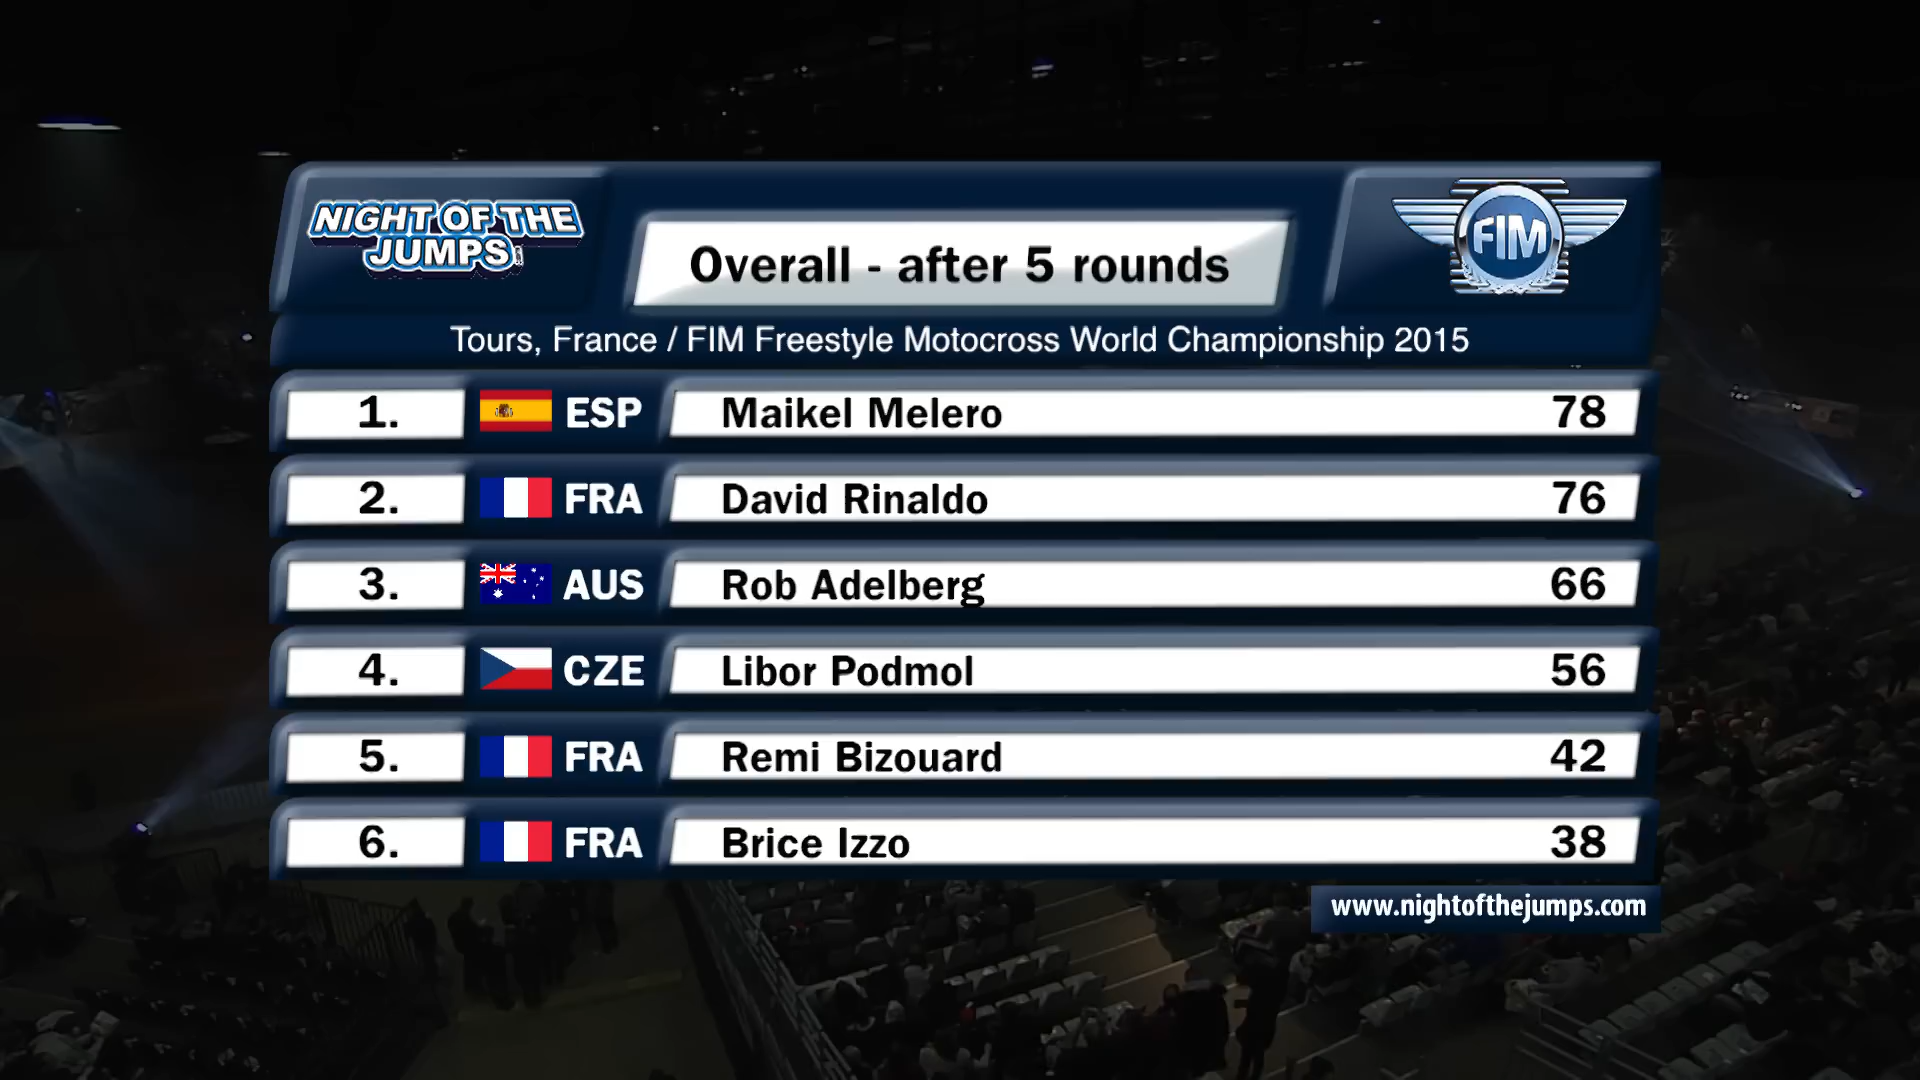 NIGHT OF THE
JUMPS
FIM
Overall - after 5 rounds
Tours, France / FIM Freestyle Motocross World Championship 2015
1. ESP Maikel Melero 78
2. FRA David Rinaldo 76
3. AUS Rob Adelberg 66
4. CZE Libor Podmol 56
5. FRA Remi Bizouard 42
6. FRA Brice Izzo 38
www.nightofthejumps.com